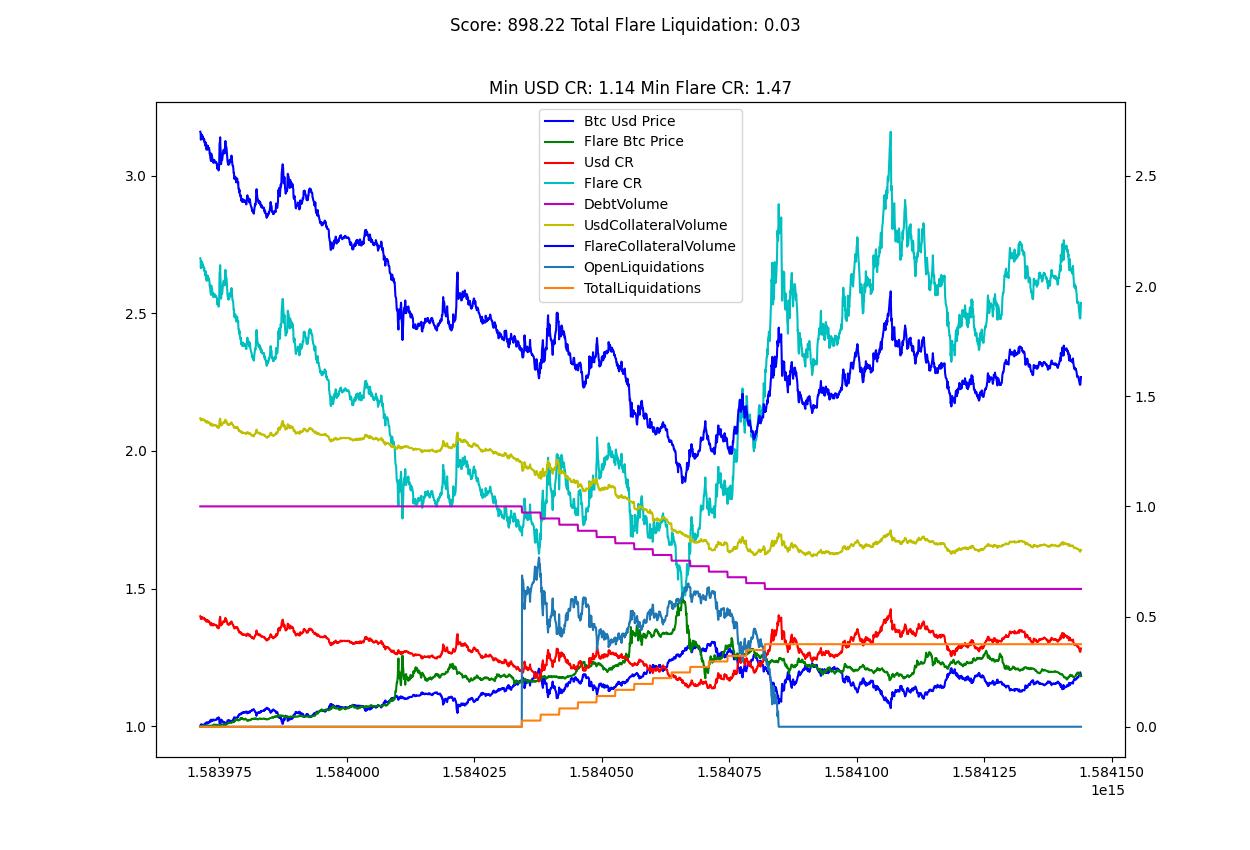 Score: 898.22 Total Flare Liquidation: 0.03
Min USD CR: 1.14 Min Flare CR: 1.47
Btc Usd Price
Flare Btc Price
Usd CR
Flare CR
DebtVolume
UsdCollateralVolume
FlareCollateralVolume
OpenLiquidations
TotalLiquidations
3.0
2.5
2.0
1.5
1.0
2.5
2.0
1.5
1.0
0.5
0.0
1.583975
1.584000
1.584025
1.584050
1.584075
1.584100
1.584125
1.584150
1e15